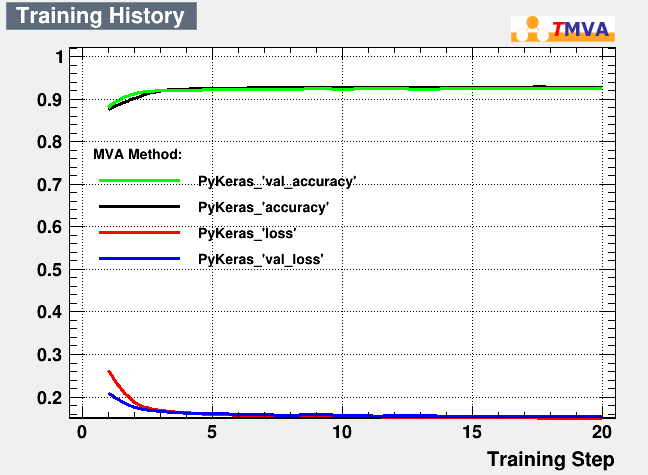 Training History
TMVA
1
0.9
0.8
MVA Method:
0.7
PyKeras_'val_accuracy'
0.6
PyKeras_'accuracy'
PyKeras_'loss'
0.5
PyKeras_'val_loss'
0.4
0.3
0.2
0 5 10 15 20
Training Step